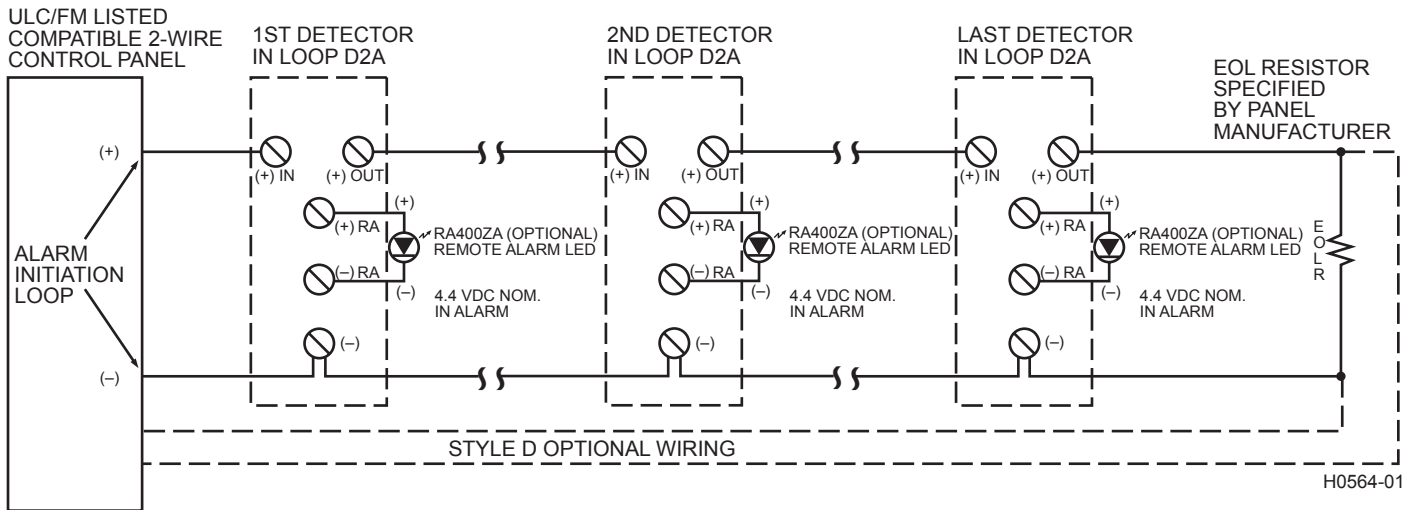 ULC/FM LISTED
COMPATIBLE 2-WIRE
CONTROL PANEL
1ST DETECTOR
IN LOOP D2A
2ND DETECTOR
IN LOOP D2A
LAST DETECTOR
IN LOOP D2A
EOL RESISTOR
SPECIFIED
BY PANEL
MANUFACTURER
(+)
ALARM
INITIATION
LOOP
(–)
(+) IN
(+) OUT
(+) RA
(+)
RA400ZA (OPTIONAL)
REMOTE ALARM LED
(–) RA
(–)
4.4 VDC NOM.
IN ALARM
(–)
(+) IN
(+) OUT
(+) RA
(+)
RA400ZA (OPTIONAL)
REMOTE ALARM LED
(–) RA
(–)
4.4 VDC NOM.
IN ALARM
(–)
(+) IN
(+) OUT
(+) RA
(+)
RA400ZA (OPTIONAL)
REMOTE ALARM LED
(–) RA
(–)
4.4 VDC NOM.
IN ALARM
(–)
EOLR
STYLE D OPTIONAL WIRING
H0564-01